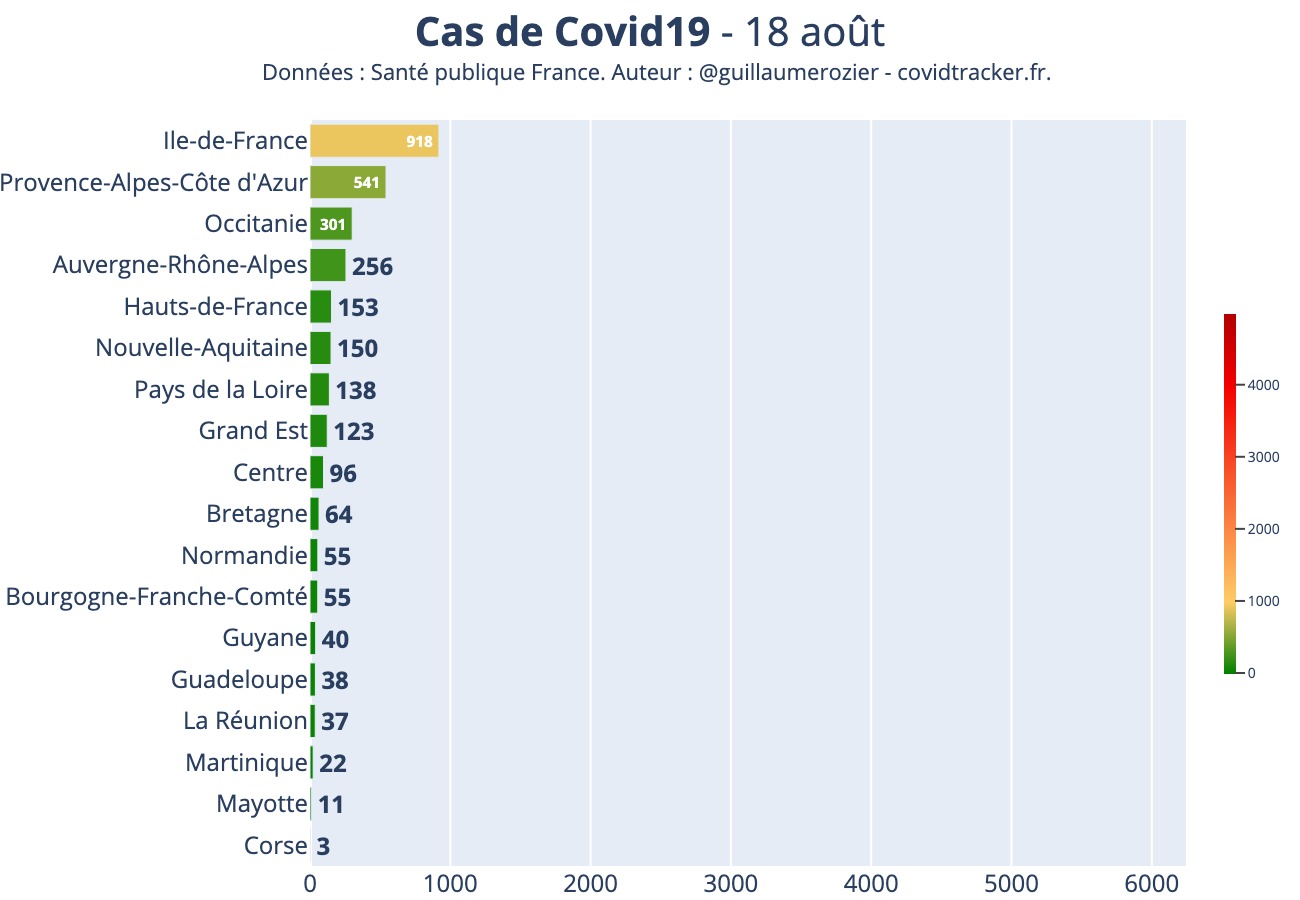 Cas de Covid19 - 18 août
Données : Santé publique France. Auteur : @guillaumerozier - covidtracker.fr.
Ile-de-France 918
Provence-Alpes-Côte d'Azur 541
Occitanie 301
Auvergne-Rhône-Alpes 256
Hauts-de-France 153
Nouvelle-Aquitaine 150
Pays de la Loire 138
Grand Est 123
Centre 96
Bretagne 64
Normandie 55
Bourgogne-Franche-Comté 55
Guyane 40
Guadeloupe 38
La Réunion 37
Martinique 22
Mayotte 11
Corse 3
0 1000 2000 3000 4000 5000 6000
4000
3000
2000
1000
0